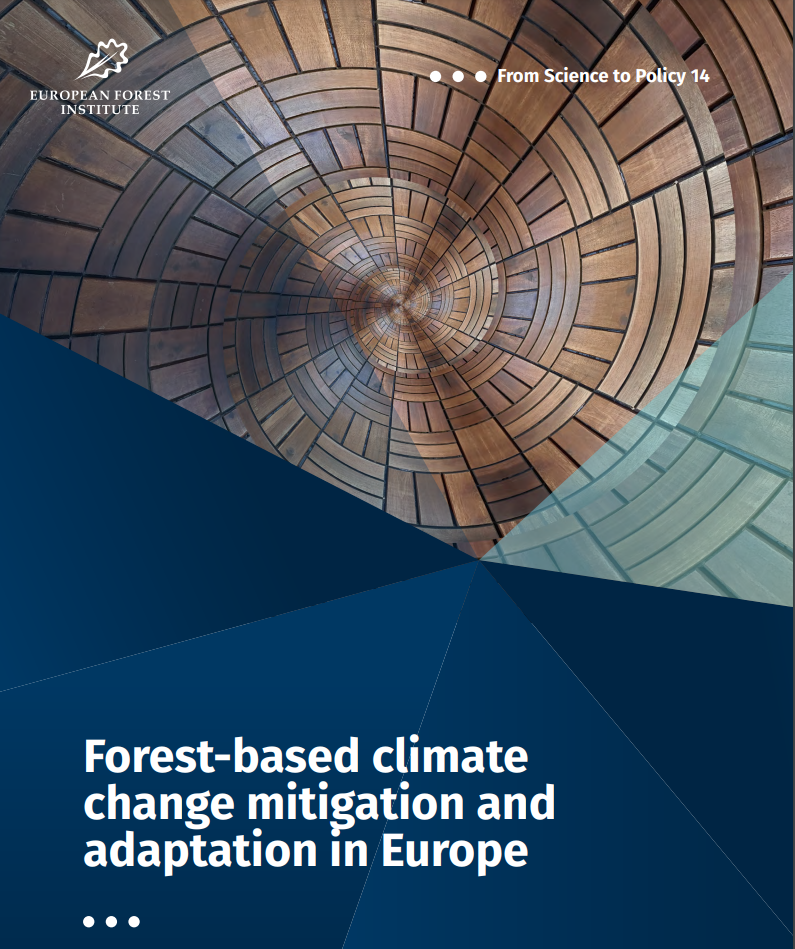 EUROPEAN FOREST
INSTITUTE
From Science to Policy 14
Forest-based climate
change mitigation and
adaptation in Europe